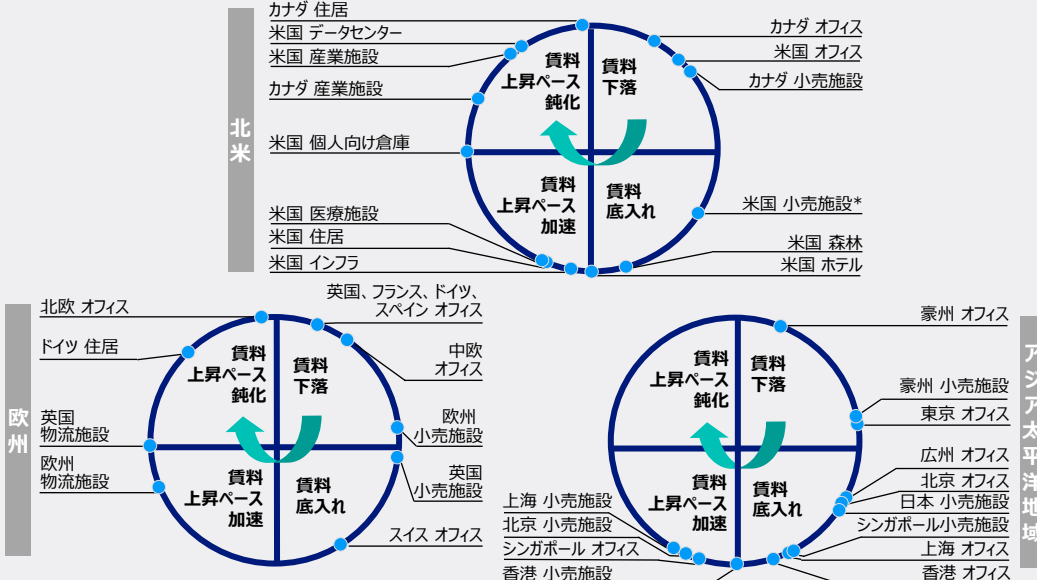 北米
カナダ 住居
米国 データセンター
米国 産業施設
カナダ 産業施設
米国 個人向け倉庫
米国 医療施設
米国 住居
米国 インフラ
賃料
上昇ペース
鈍化
賃料
下落
賃料
上昇ペース
加速
賃料
底入れ
カナダ オフィス
米国 オフィス
カナダ 小売施設
米国 小売施設*
米国 森林
米国 ホテル
欧州
北欧 オフィス
ドイツ 住居
英国
物流施設
欧州
物流施設
賃料
上昇ペース
鈍化
賃料
下落
賃料
上昇ペース
加速
賃料
底入れ
英国、フランス、ドイツ、
スペイン オフィス
中欧
オフィス
欧州
小売施設
英国
小売施設
スイス オフィス
アジア太平洋地域
上海 小売施設
北京 小売施設
シンガポール オフィス
香港 小売施設
賃料
上昇ペース
鈍化
賃料
下落
賃料
上昇ペース
加速
賃料
底入れ
豪州 オフィス
豪州 小売施設
東京 オフィス
広州 オフィス
北京 オフィス
日本 小売施設
シンガポール小売施設
上海 オフィス
香港 オフィス